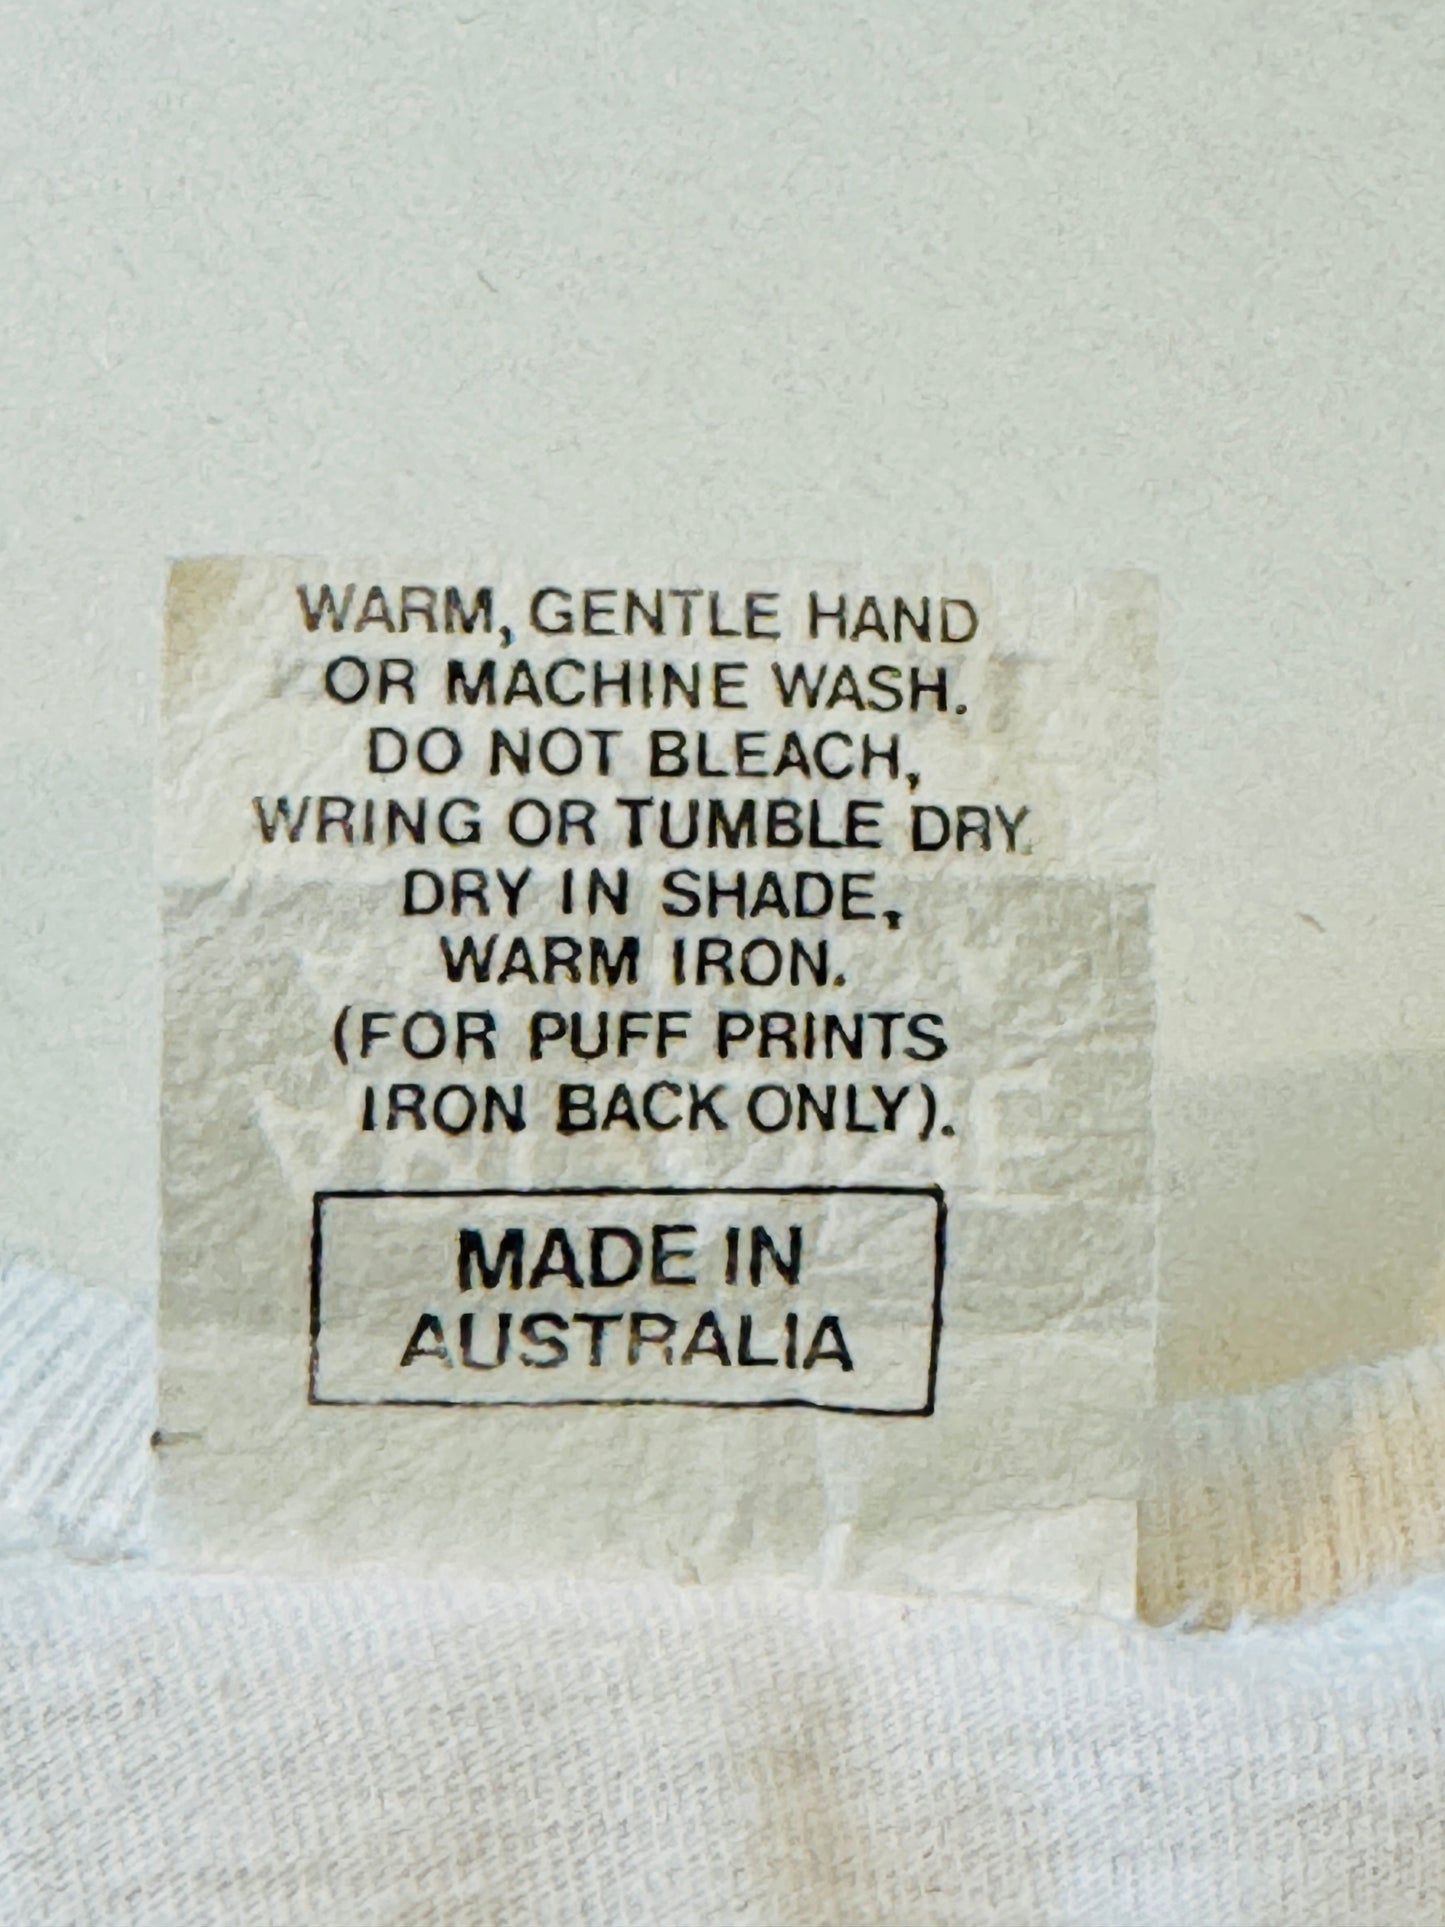 WARM, GENTLE HAND
OR MACHINE WASH.
DO NOT BLEACH,
WRING OR TUMBLE DRY.
DRY IN SHADE,
WARM IRON.
(FOR PUFF PRINTS
IRON BACK ONLY).
MADE IN
AUSTRALIA